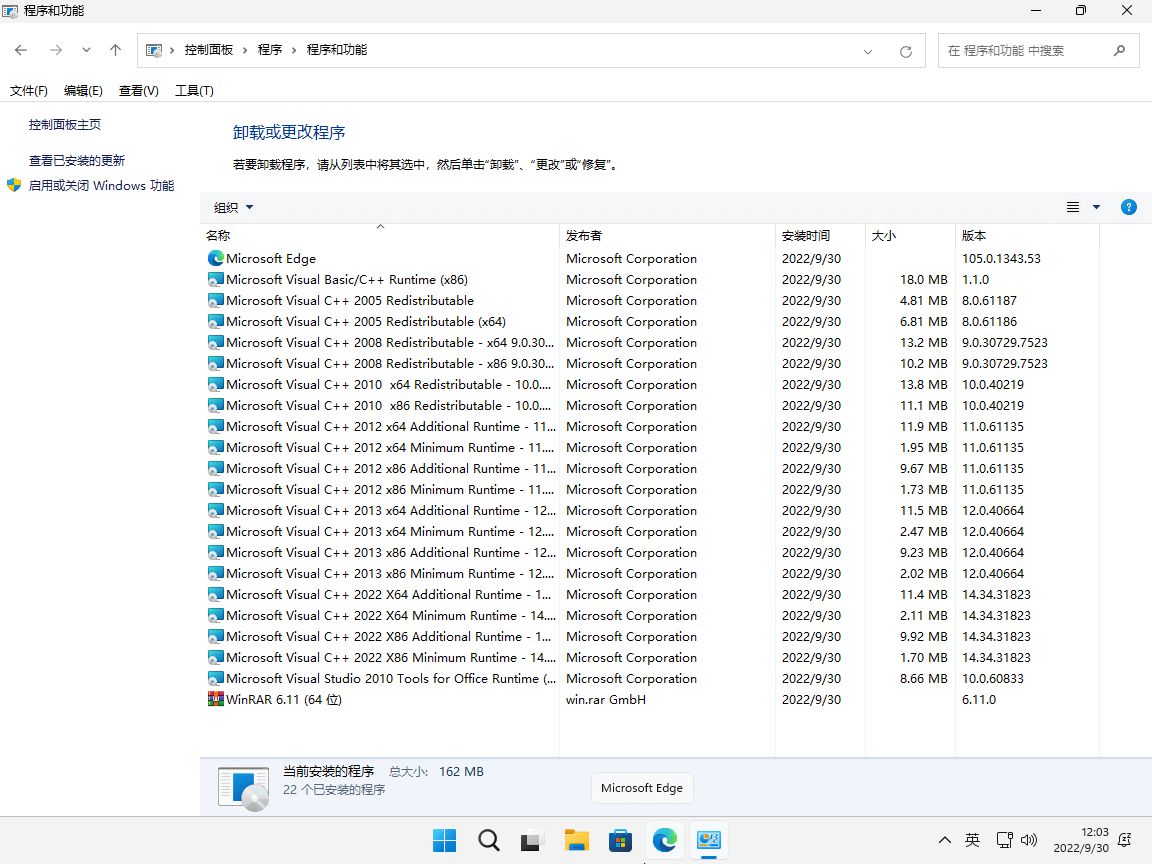 程序和功能
控制面板 程序 程序和功能
在 程序和功能 中搜索
文件(F) 编辑(E) 查看(V) 工具(T)
控制面板主页
查看已安装的更新
启用或关闭 Windows 功能
卸载或更改程序
若要卸载程序，请从列表中将其选中，然后单击“卸载”、“更改”或“修复”。
组织
名称 发布者 安装时间 大小 版本
Microsoft Edge Microsoft Corporation 2022/9/30 105.0.1343.53
Microsoft Visual Basic/C++ Runtime (x86) Microsoft Corporation 2022/9/30 18.0 MB 1.1.0
Microsoft Visual C++ 2005 Redistributable Microsoft Corporation 2022/9/30 4.81 MB 8.0.61187
Microsoft Visual C++ 2005 Redistributable (x64) Microsoft Corporation 2022/9/30 6.81 MB 8.0.61186
Microsoft Visual C++ 2008 Redistributable - x64 9.0.30... Microsoft Corporation 2022/9/30 13.2 MB 9.0.30729.7523
Microsoft Visual C++ 2008 Redistributable - x86 9.0.30... Microsoft Corporation 2022/9/30 10.2 MB 9.0.30729.7523
Microsoft Visual C++ 2010  x64 Redistributable - 10.0.... Microsoft Corporation 2022/9/30 13.8 MB 10.0.40219
Microsoft Visual C++ 2010  x86 Redistributable - 10.0.... Microsoft Corporation 2022/9/30 11.1 MB 10.0.40219
Microsoft Visual C++ 2012 x64 Additional Runtime - 11.... Microsoft Corporation 2022/9/30 11.9 MB 11.0.61135
Microsoft Visual C++ 2012 x64 Minimum Runtime - 11.... Microsoft Corporation 2022/9/30 1.95 MB 11.0.61135
Microsoft Visual C++ 2012 x86 Additional Runtime - 11... Microsoft Corporation 2022/9/30 9.67 MB 11.0.61135
Microsoft Visual C++ 2012 x86 Minimum Runtime - 11.... Microsoft Corporation 2022/9/30 1.73 MB 11.0.61135
Microsoft Visual C++ 2013 x64 Additional Runtime - 12... Microsoft Corporation 2022/9/30 11.5 MB 12.0.40664
Microsoft Visual C++ 2013 x64 Minimum Runtime - 12.... Microsoft Corporation 2022/9/30 2.47 MB 12.0.40664
Microsoft Visual C++ 2013 x86 Additional Runtime - 12... Microsoft Corporation 2022/9/30 9.23 MB 12.0.40664
Microsoft Visual C++ 2013 x86 Minimum Runtime - 12.... Microsoft Corporation 2022/9/30 2.02 MB 12.0.40664
Microsoft Visual C++ 2022 X64 Additional Runtime - 1... Microsoft Corporation 2022/9/30 11.4 MB 14.34.31823
Microsoft Visual C++ 2022 X64 Minimum Runtime - 14.... Microsoft Corporation 2022/9/30 2.11 MB 14.34.31823
Microsoft Visual C++ 2022 X86 Additional Runtime - 1... Microsoft Corporation 2022/9/30 9.92 MB 14.34.31823
Microsoft Visual C++ 2022 X86 Minimum Runtime - 14.... Microsoft Corporation 2022/9/30 1.70 MB 14.34.31823
Microsoft Visual Studio 2010 Tools for Office Runtime (... Microsoft Corporation 2022/9/30 8.66 MB 10.0.60833
WinRAR 6.11 (64 位) win.rar GmbH 2022/9/30 6.11.0
当前安装的程序 总大小: 162 MB
22 个已安装的程序
Microsoft Edge
英
12:03
2022/9/30